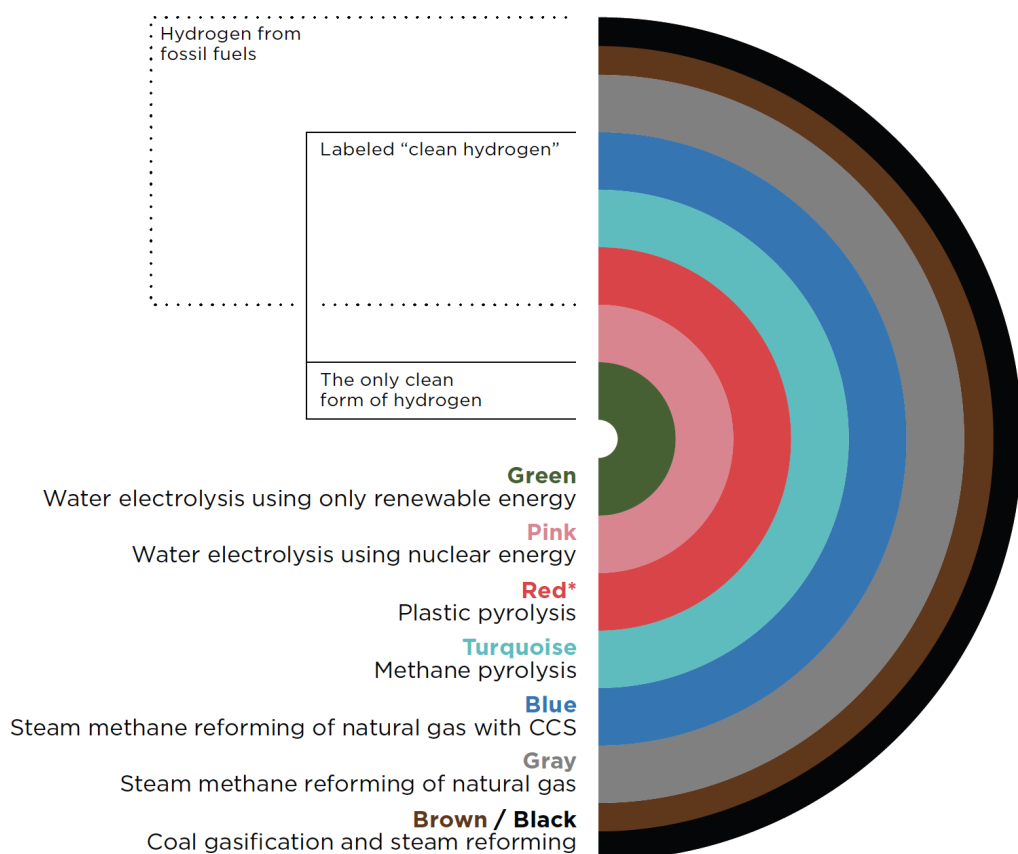 Hydrogen from
fossil fuels
Labeled “clean hydrogen”
The only clean
form of hydrogen
Green
Water electrolysis using only renewable energy
Pink
Water electrolysis using nuclear energy
Red*
Plastic pyrolysis
Turquoise
Methane pyrolysis
Blue
Steam methane reforming of natural gas with CCS
Gray
Steam methane reforming of natural gas
Brown / Black
Coal gasification and steam reforming